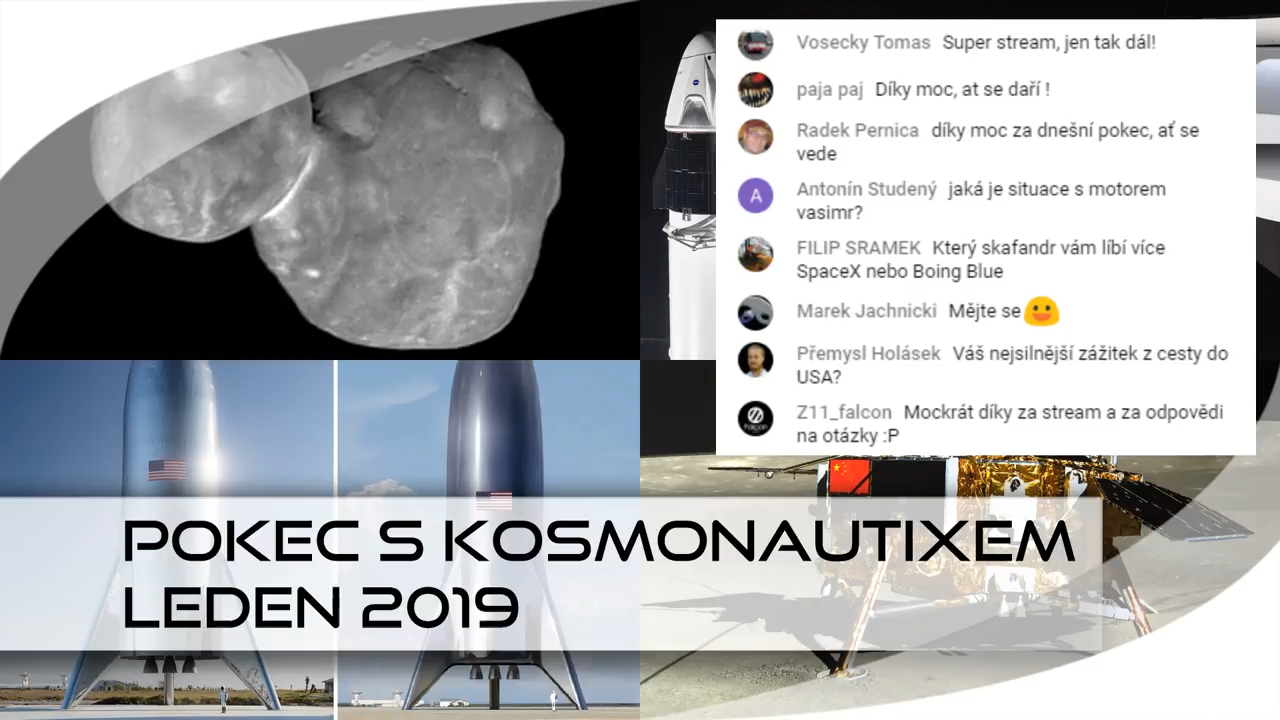 Vosecky Tomas Super stream, jen tak dál!
paja paj Díky moc, at se daří !
Radek Pernica díky moc za dnešní pokec, ať se
vede
A
Antonín Studený jaká je situace s motorem
vasimr?
FILIP SRAMEK Který skafandr vám líbí více
SpaceX nebo Boing Blue
Marek Jachnicki Mějte se
Přemysl Holásek Váš nejsilnější zážitek z cesty do
USA?
Z11_falcon Mockrát díky za stream a za odpovědi
na otázky :P
POKEC S KOSMONAUTIXEM
LEDEN 2019